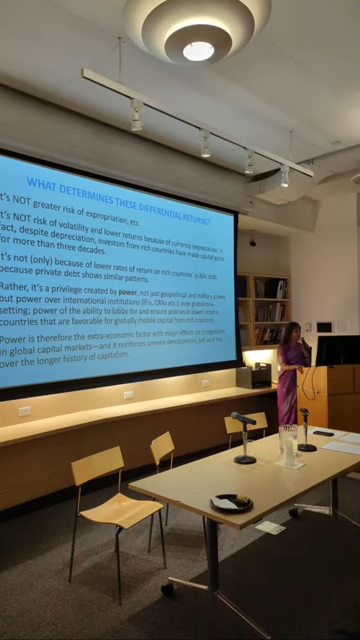 WHAT DETERMINES THESE DIFFERENTIAL RETURNS?
It's NOT greater risk of expropriation, etc.
It's NOT risk of volatility and lower returns because of currency depreciation; in
fact, despite depreciation, investors from rich countries have made capital gains
for more than three decades.
It's not (only) because of lower rates of return on rich countries' public debt
because private debt shows similar patterns.
Rather, it's a privilege created by power, not just geopolitical and military power
but power over international institutions (IFIs, CRAs etc.); over
setting; power of the ability to lobby for and ensure policies in lower income
countries that are favorable for globally mobile capital from rich countries.
Power is therefore the extra-economic factor with major effects on competition
in global capital markets—and it reinforces uneven development, just as it has
over the longer history of capitalism.